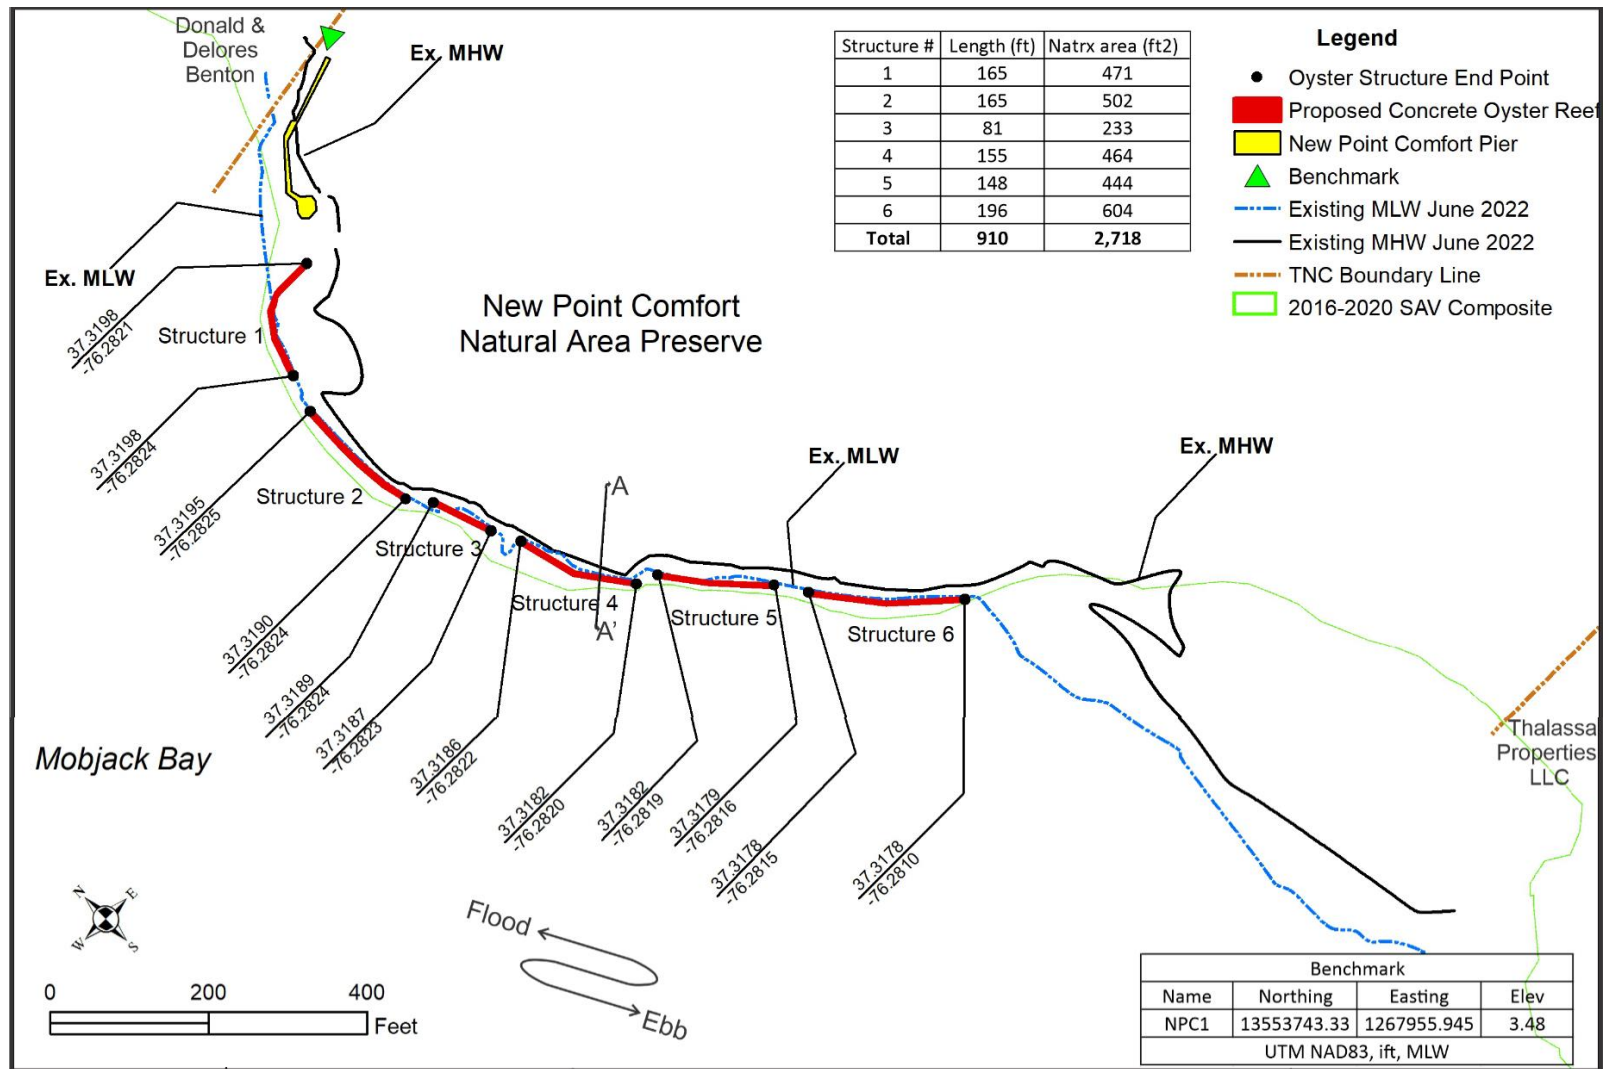 Donald &
Delores
Benton
Ex. MHW
Structure # Length (ft) Natrx area (ft2)
1 165 471
2 165 502
3 81 233
4 155 464
5 148 444
6 196 604
Total 910 2,718
Legend
Oyster Structure End Point
Proposed Concrete Oyster Reef
New Point Comfort Pier
Benchmark
Existing MLW June 2022
Existing MHW June 2022
TNC Boundary Line
2016-2020 SAV Composite
Ex. MLW
New Point Comfort
Natural Area Preserve
Structure 1
37.3198
-76.2821
37.3198
-76.2824
37.3195
-76.2825
Structure 2
Structure 3
A
Ex. MLW
Ex. MHW
Structure 4
A'
Structure 5
Structure 6
37.3190
-76.2824
37.3189
-76.2824
37.3187
-76.2823
37.3186
-76.2822
37.3182
-76.2820
37.3182
-76.2819
37.3179
-76.2816
37.3178
-76.2815
37.3178
-76.2810
Mobjack Bay
Thalassa
Properties
LLC
N E
W S
0 200 400
Feet
Flood
Ebb
Benchmark
Name Northing Easting Elev
NPC1 13553743.33 1267955.945 3.48
UTM NAD83, ift, MLW